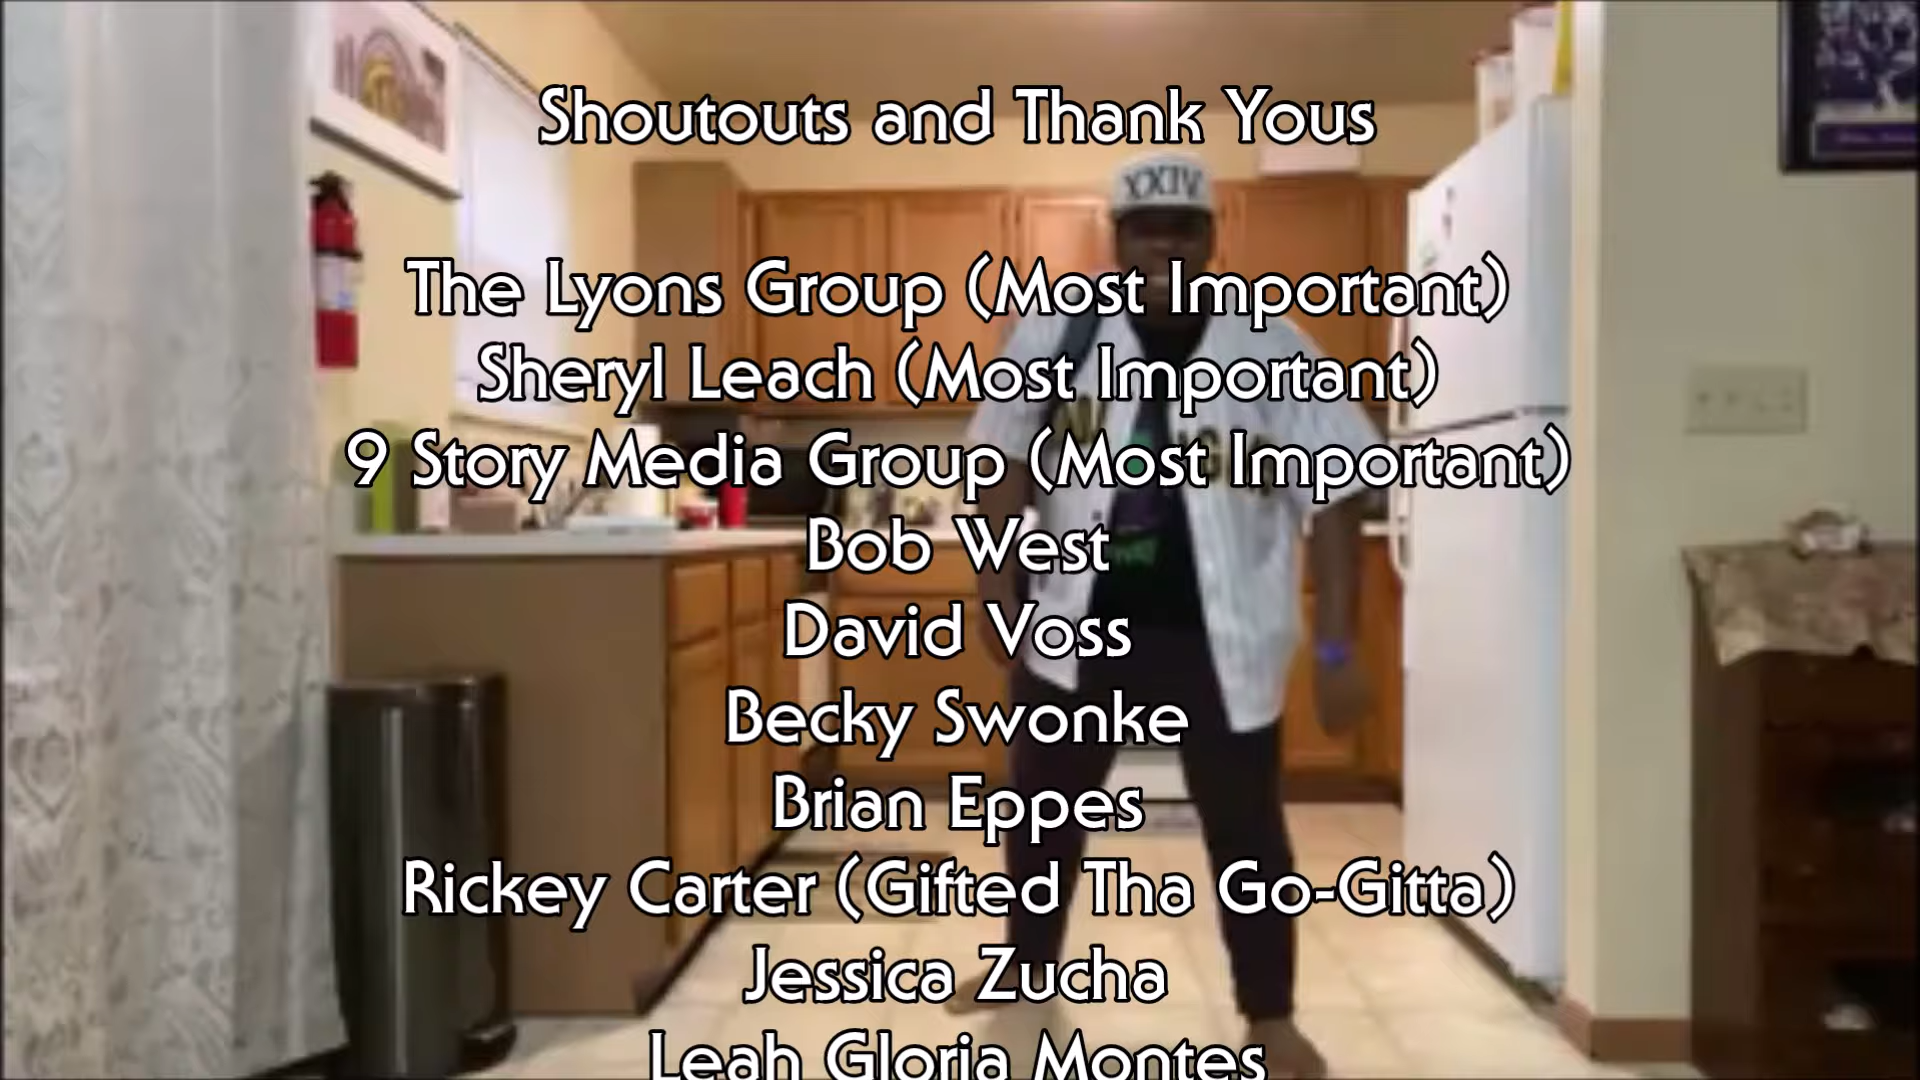 Shoutouts and Thank Yous
XXIV
The Lyons Group (Most Important)
Sheryl Leach (Most Important)
9 Story Media Group (Most Important)
Bob West
David Voss
Becky Swonke
Brian Eppes
Rickey Carter (Gifted Tha Go-Gitta)
Jessica Zucha
Leah Gloria Montes